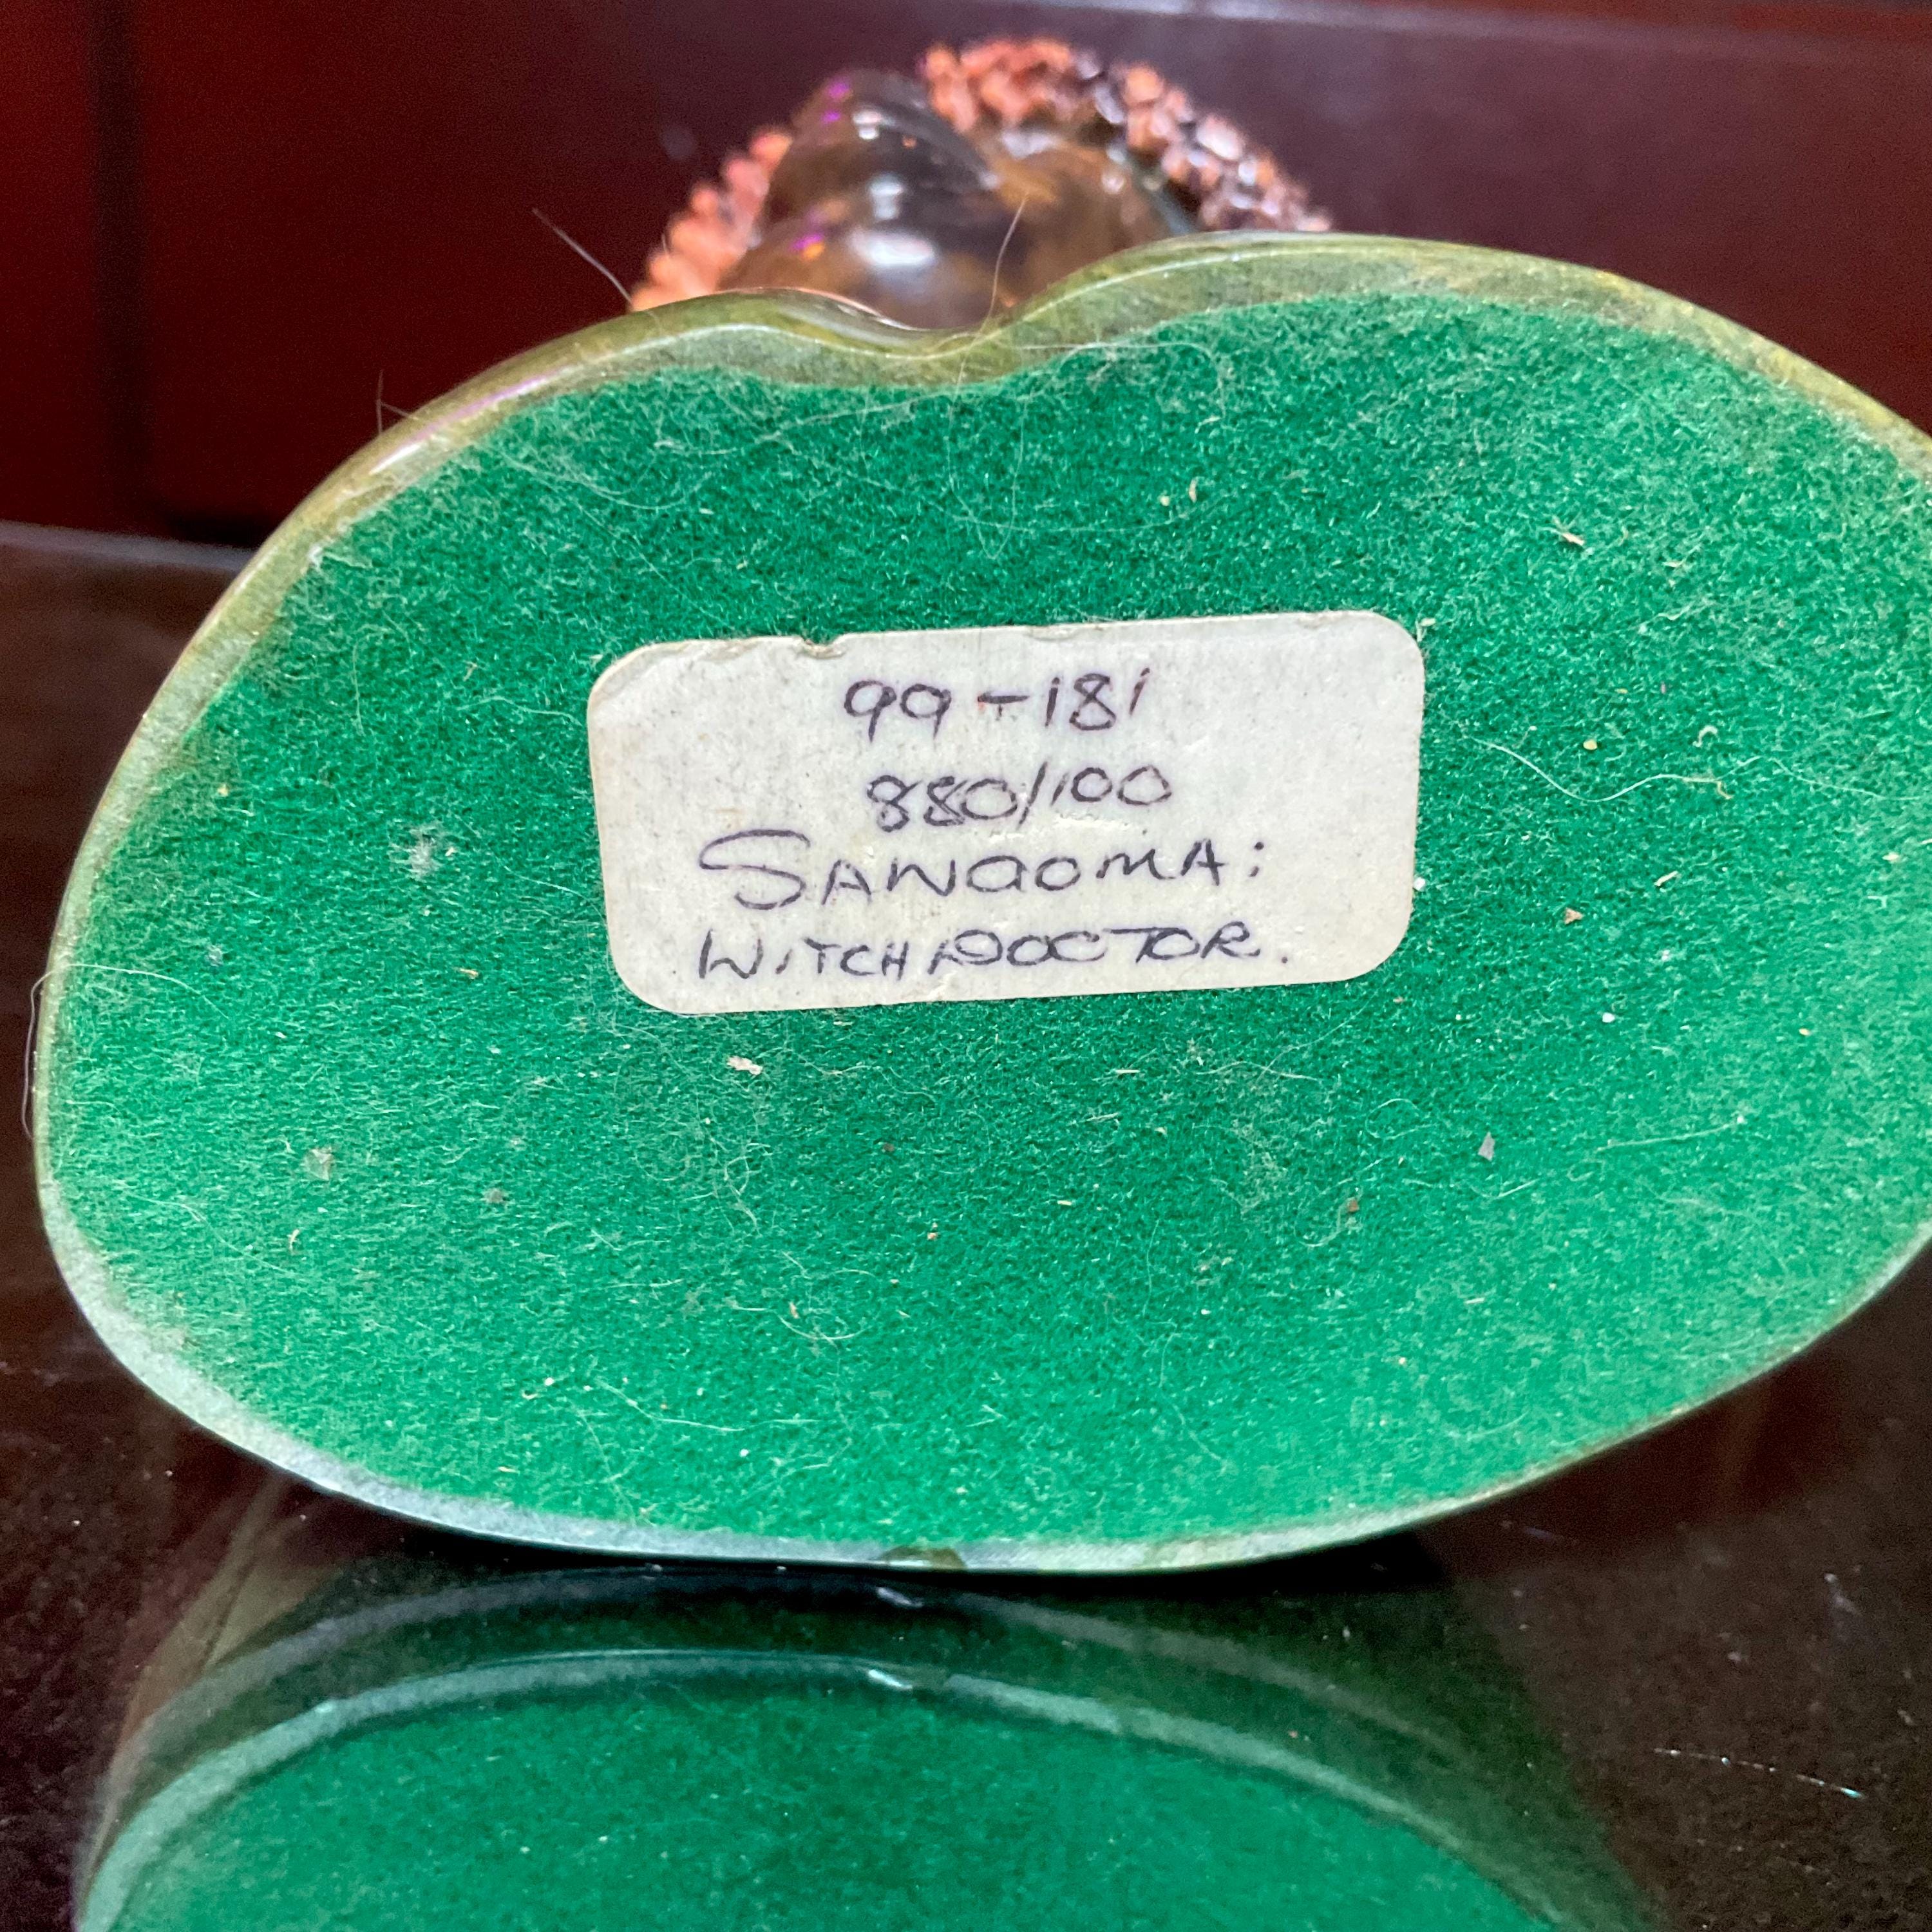 99-181
880/100
SANGOMA:
WITCHDOCTOR.